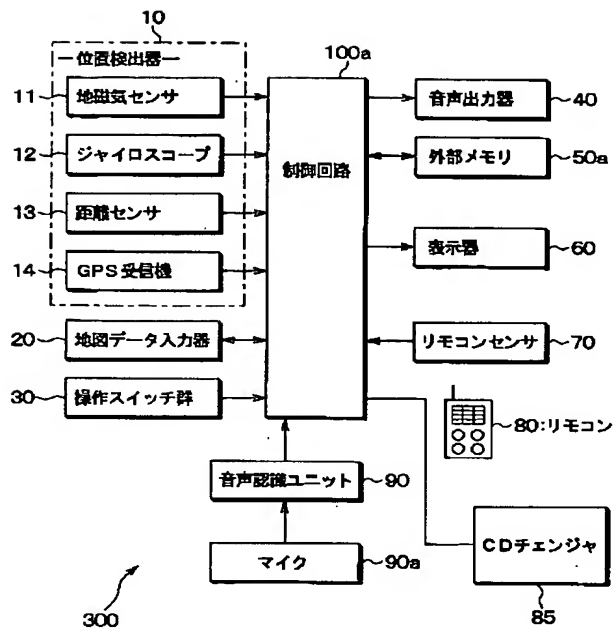 10
位置検出器
11 地磁気センサ
12 ジャイロスコープ
13 距離センサ
14 GPS受信機
20 地図データ入力器
30 操作スイッチ群
100a
制御回路
音声出力器 40
外部メモリ 50a
表示器 60
リモコンセンサ 70
80:リモコン
音声認識ユニット 90
マイク 90a
CDチェンジャ
85
300